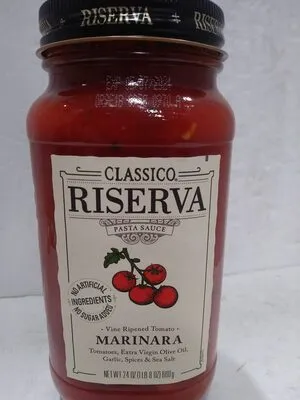 RISERVA
RISERVA
CLASSICO
RISERVA
PASTA SAUCE
NO ARTIFICIAL
INGREDIENTS
NO SUGAR ADDED
Vine Ripened Tomato
MARINARA
Tomatoes, Extra Virgin Olive Oil,
Garlic, Spices & Sea Salt
NET WT 24 OZ (1 LB 8 OZ) 680g